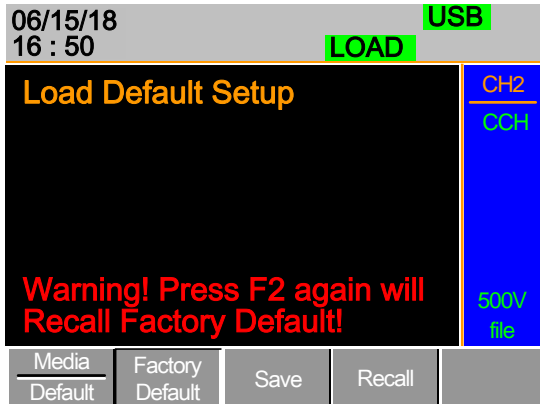 06/15/18
USB
16 : 50
LOAD
Load Default Setup
CH2
CCH
Warning! Press F2 again will
Recall Factory Default!
500V
file
Media
Default
Factory
Default
Save
Recall